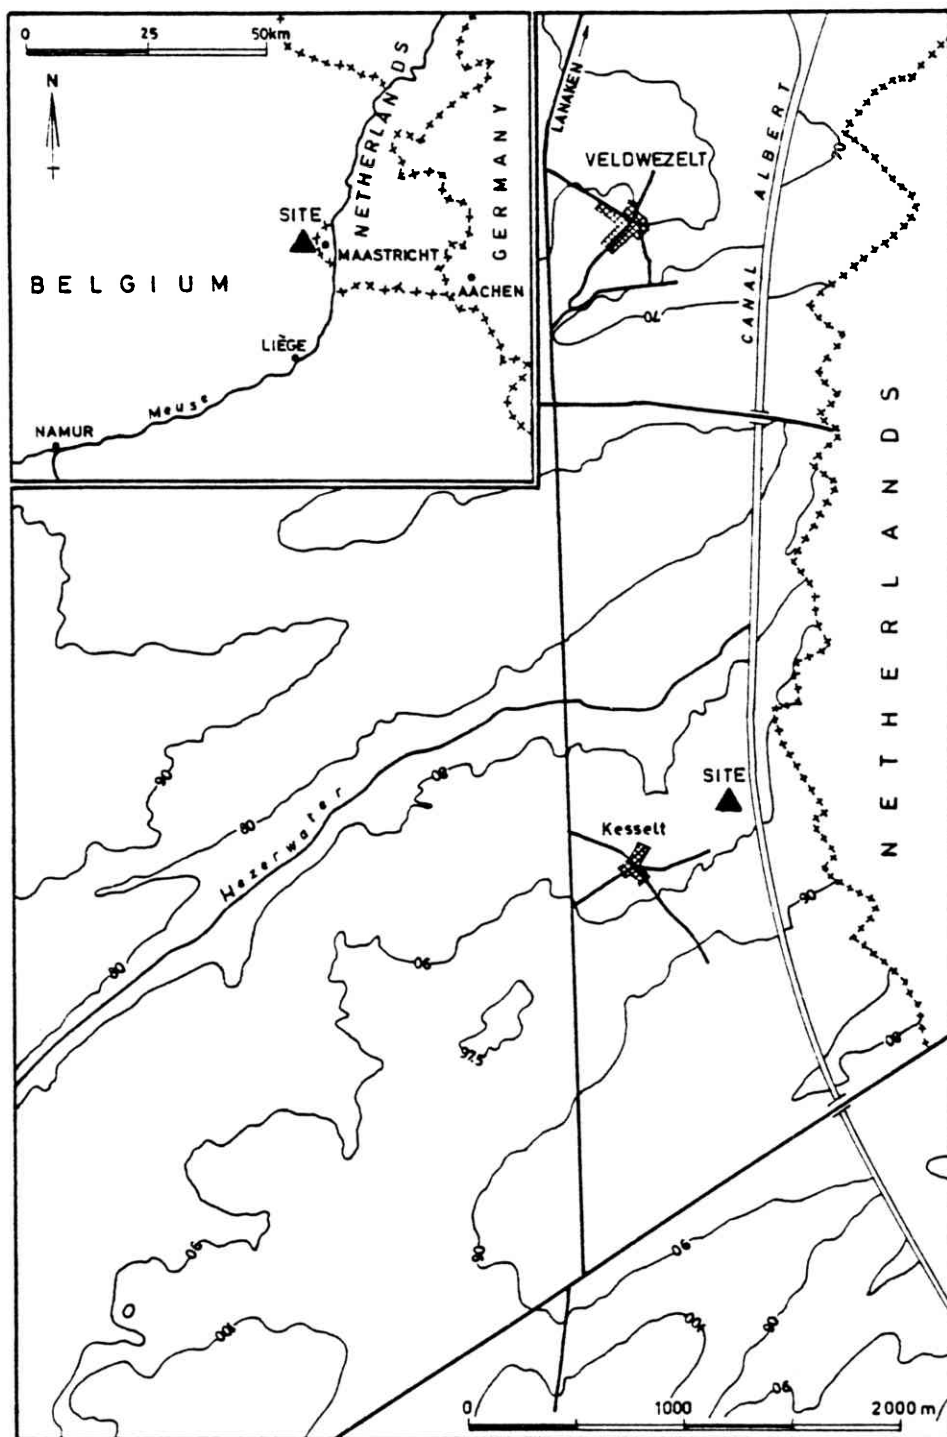 0 25 50km
N
NETHERLANDS
GERMANY
SITE
MAASTRICHT
BELGIUM
AACHEN
LIÈGE
Meuse
NAMUR
LANAKEN
VELDWEZELT
CANAL ALBERT
70
70
NETHERLANDS
90
80
80
Hezerwater
SITE
Kesselt
90
80
90
97.5
80
90
90
90
100
100
90
90
0 1000 2000 m